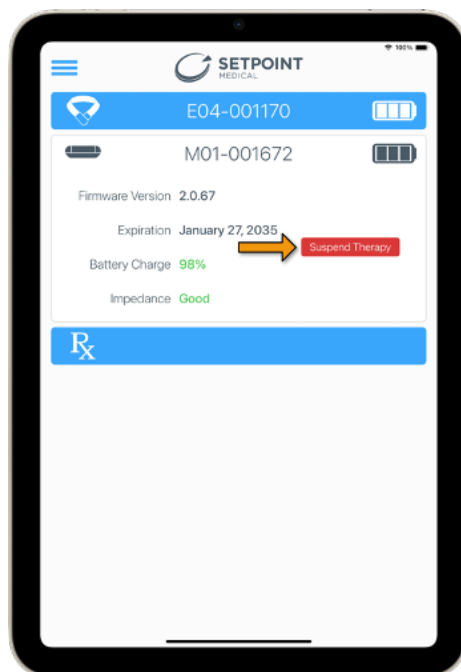 100%
SETPOINT
MEDICAL
E04-001170
M01-001672
Firmware Version 2.0.67
Expiration January 27, 2035
Suspend Therapy
Battery Charge 98%
Impedance Good
Rx